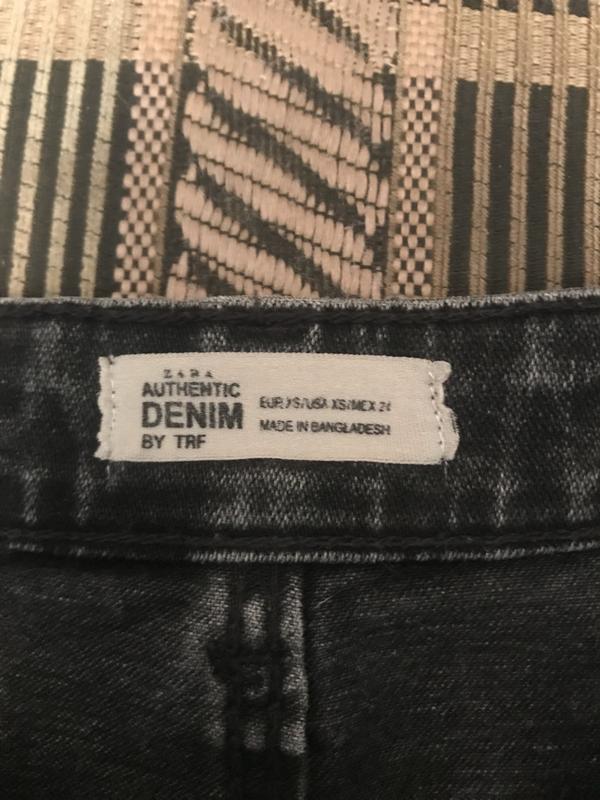 ZARA
AUTHENTIC
DENIM
BY TRF
EUR XS/USA XS/MEX 24
MADE IN BANGLADESH